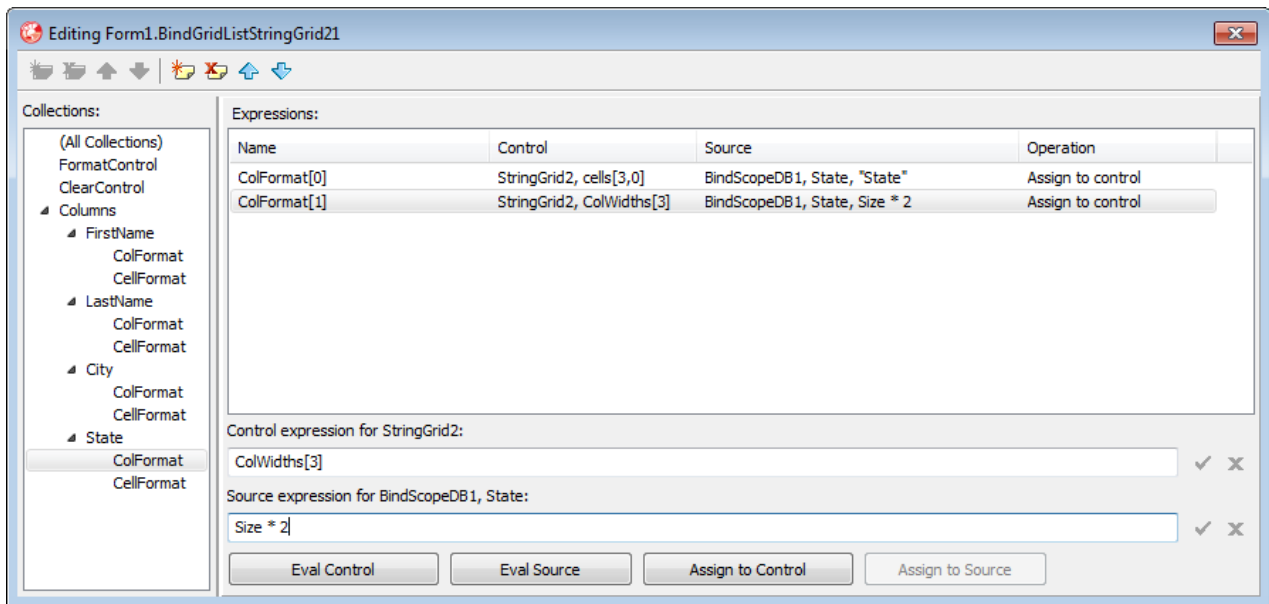 Editing Form1.BindGridListStringGrid21
Collections:
(All Collections)
FormatControl
ClearControl
Columns
FirstName
ColFormat
CellFormat
LastName
ColFormat
CellFormat
City
ColFormat
CellFormat
State
ColFormat
CellFormat
Expressions:
Name Control Source Operation
ColFormat[0] StringGrid2, cells[3,0] BindScopeDB1, State, "State" Assign to control
ColFormat[1] StringGrid2, ColWidths[3] BindScopeDB1, State, Size * 2 Assign to control
Control expression for StringGrid2:
ColWidths[3]
Source expression for BindScopeDB1, State:
Size * 2
Eval Control Eval Source Assign to Control Assign to Source